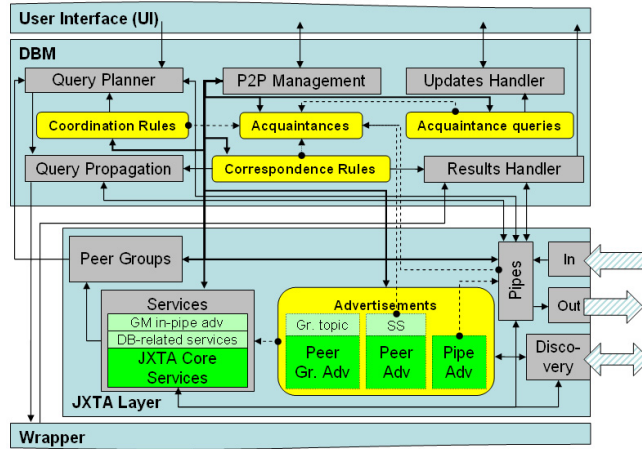 User Interface (UI)
DBM
Query Planner
P2P Management
Updates Handler
Coordination Rules
Acquaintances
Acquaintance queries
Query Propagation
Correspondence Rules
Results Handler
Peer Groups
Pipes
In
Out
Disco-
very
Services
GM in-pipe adv
DB-related services
JXTA Core
Services
Advertisements
Gr. topic
SS
Peer
Gr. Adv
Peer
Adv
Pipe
Adv
JXTA Layer
Wrapper